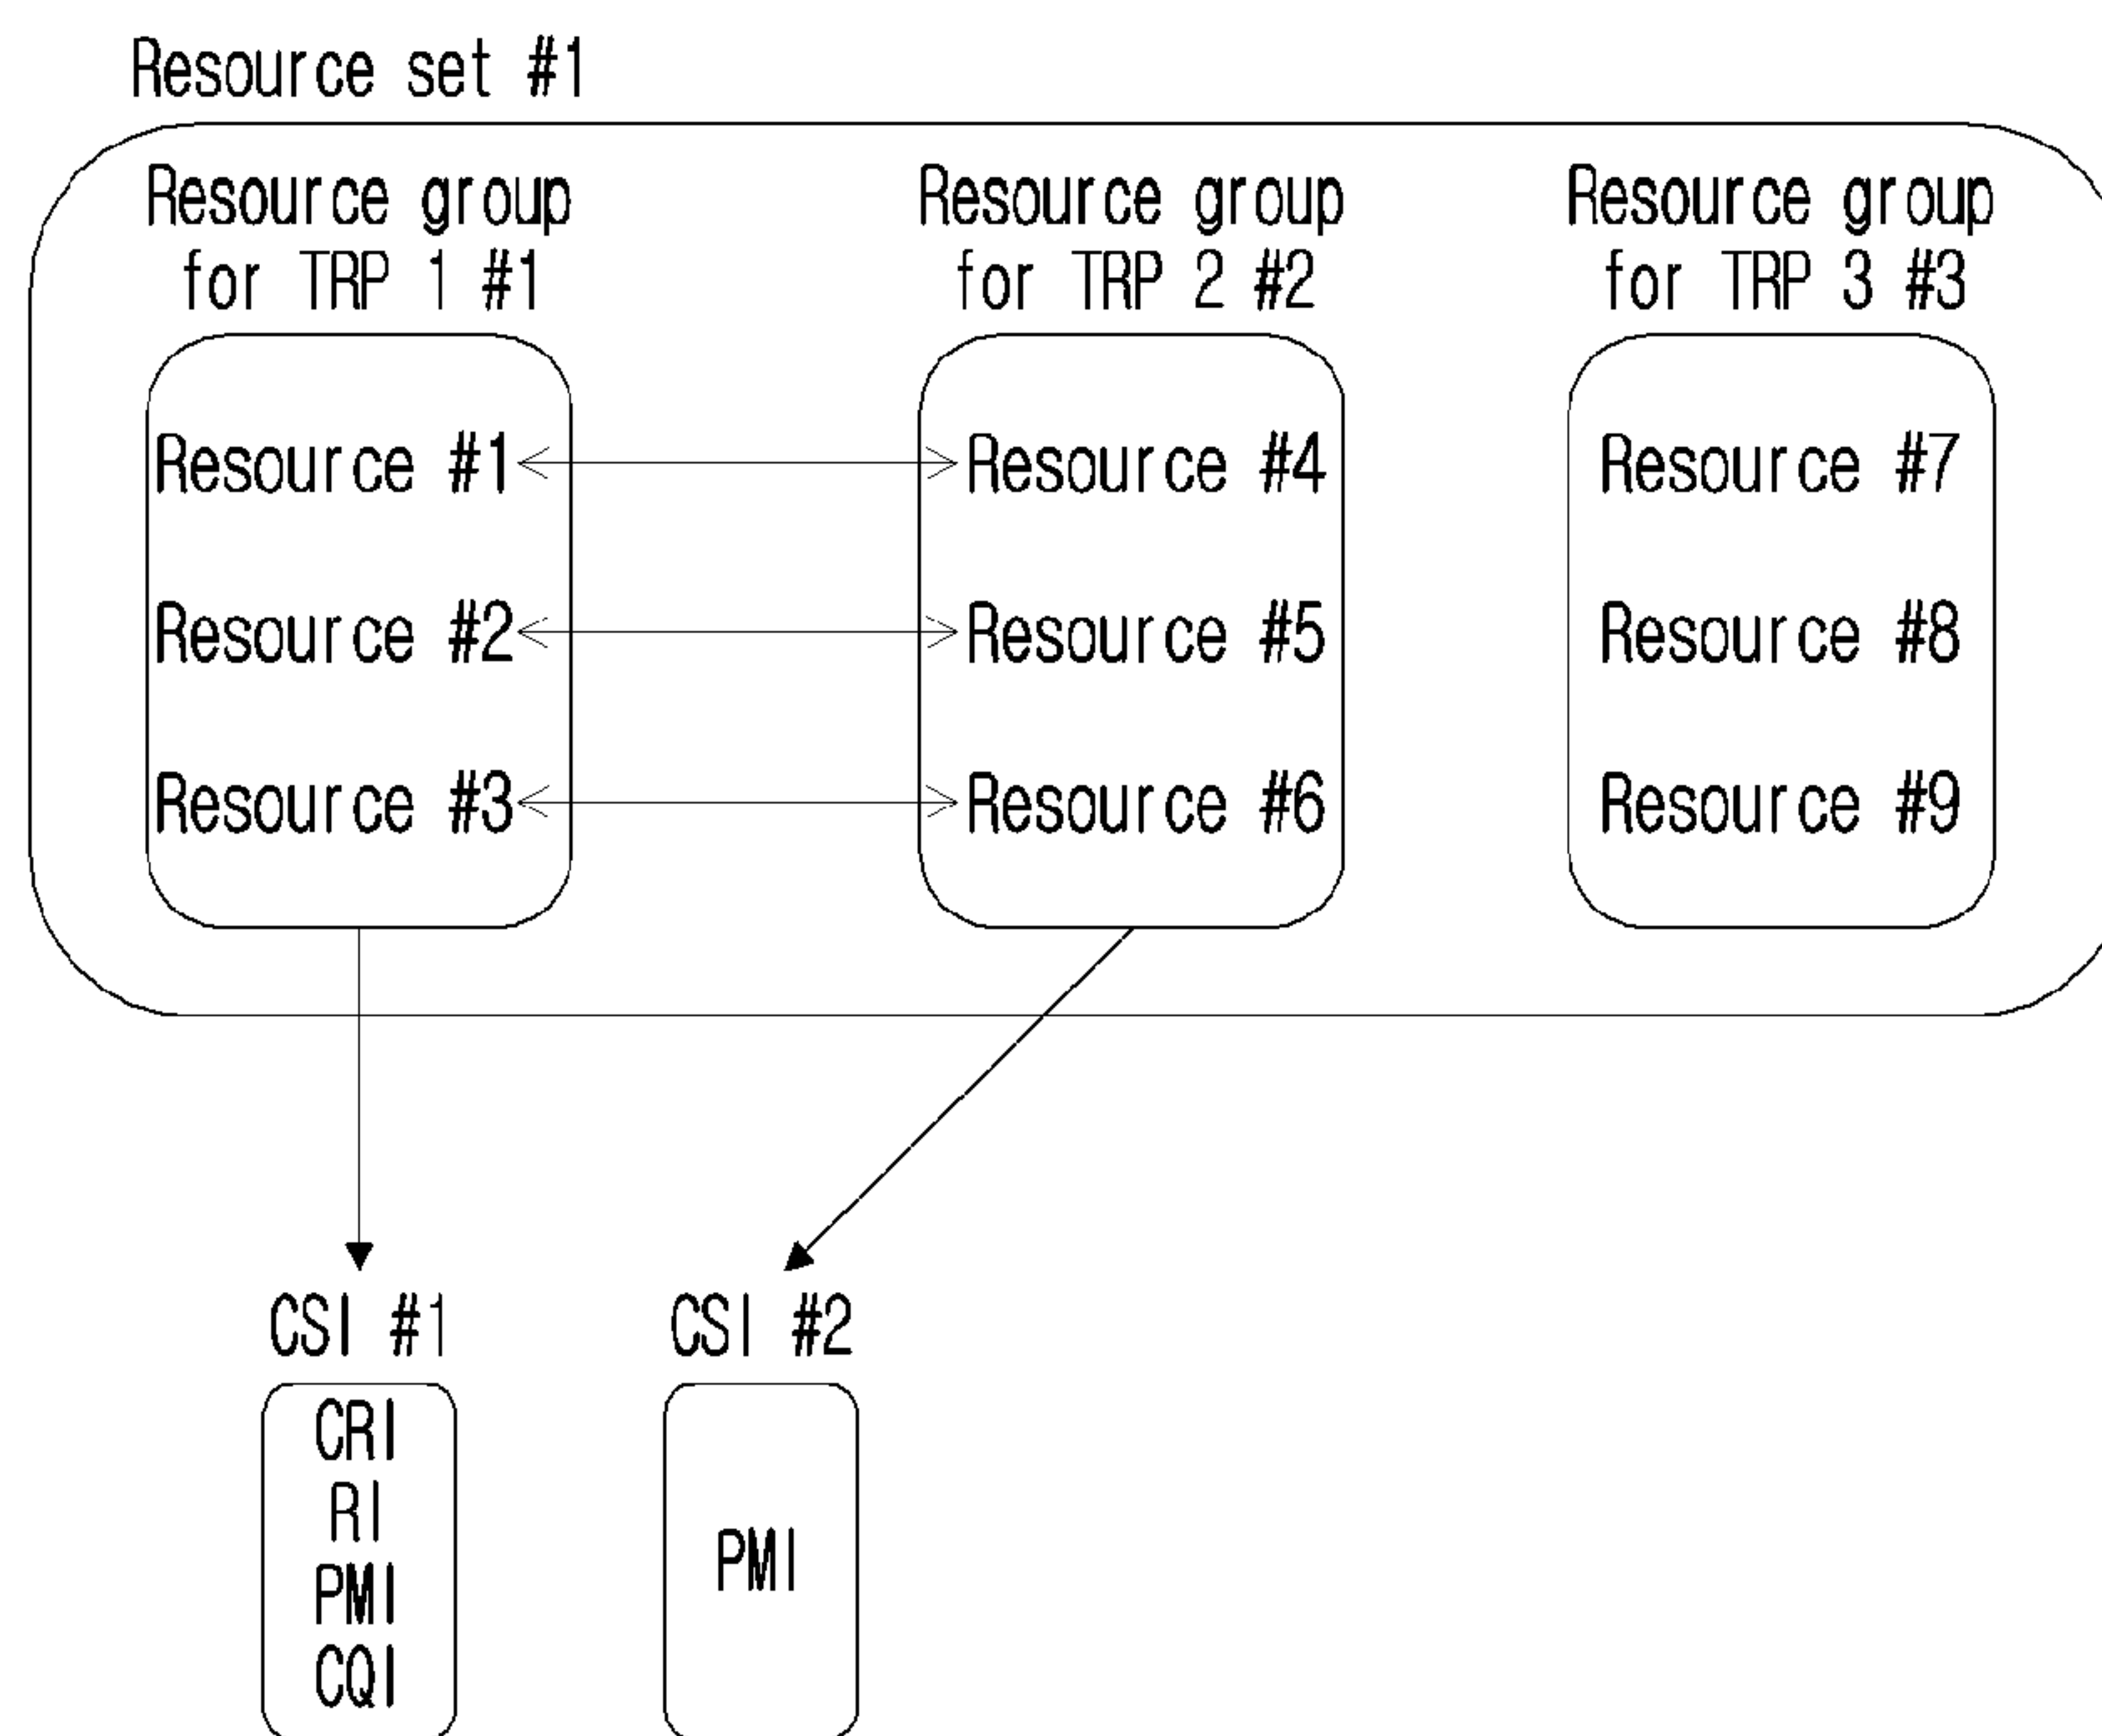 Resource set #1
Resource group
for TRP 1 #1
Resource group
for TRP 2 #2
Resource group
for TRP 3 #3
Resource #1
Resource #4
Resource #7
Resource #2
Resource #5
Resource #8
Resource #3
Resource #6
Resource #9
CSI #1
CSI #2
CRI
RI
PMI
CQI
PMI